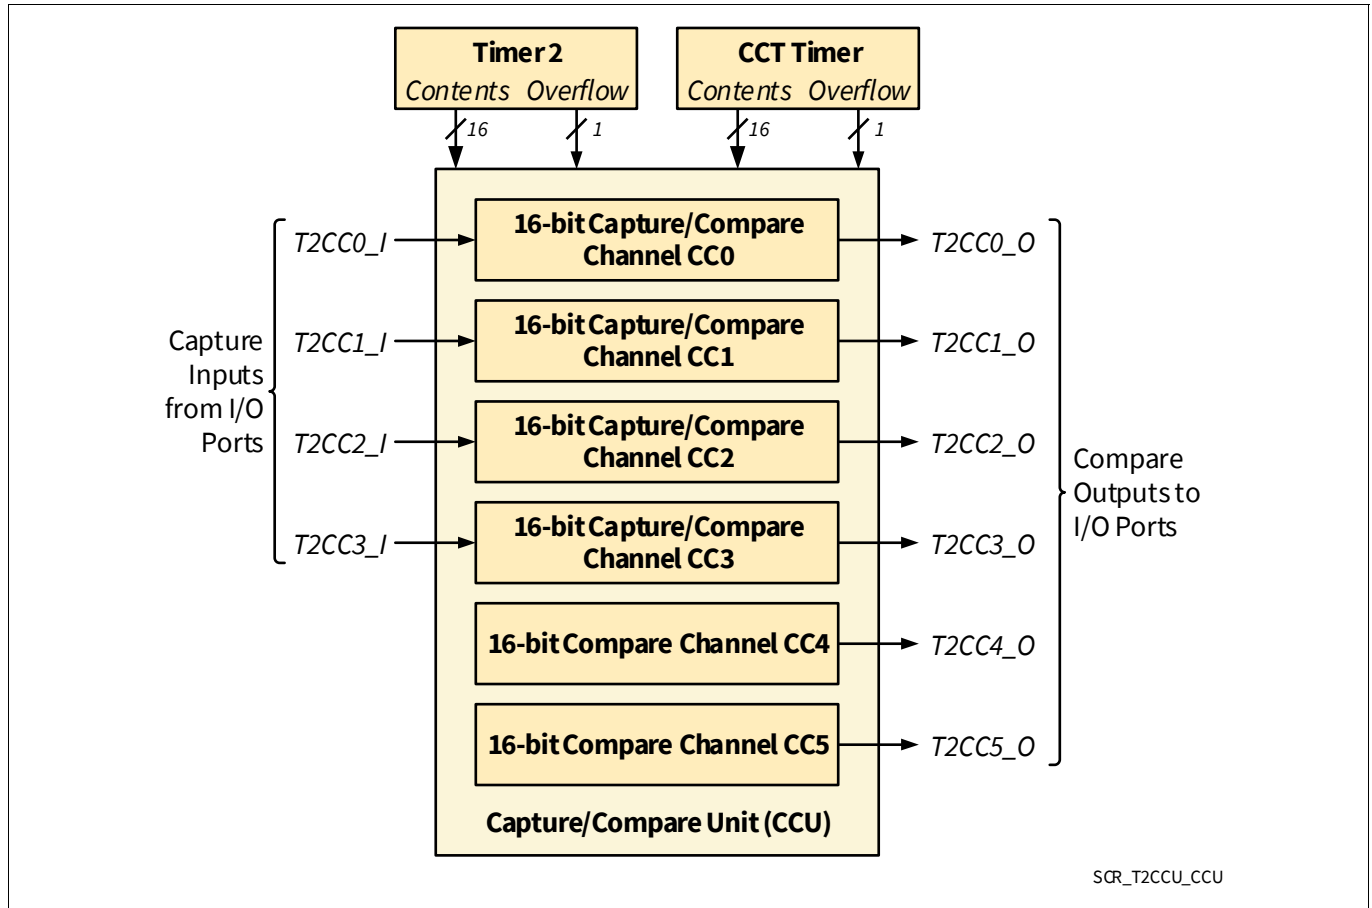 Timer 2
Contents Overflow
CCT Timer
Contents Overflow
16
1
16
1
T2CC0_I
16-bit Capture/Compare
Channel CC0
T2CC0_O
T2CC1_I
16-bit Capture/Compare
Channel CC1
T2CC1_O
Capture
Inputs
from I/O
Ports
T2CC2_I
16-bit Capture/Compare
Channel CC2
T2CC2_O
T2CC3_I
16-bit Capture/Compare
Channel CC3
T2CC3_O
Compare
Outputs to
I/O Ports
16-bit Compare Channel CC4
T2CC4_O
16-bit Compare Channel CC5
T2CC5_O
Capture/Compare Unit (CCU)
SCR_T2CCU_CCU